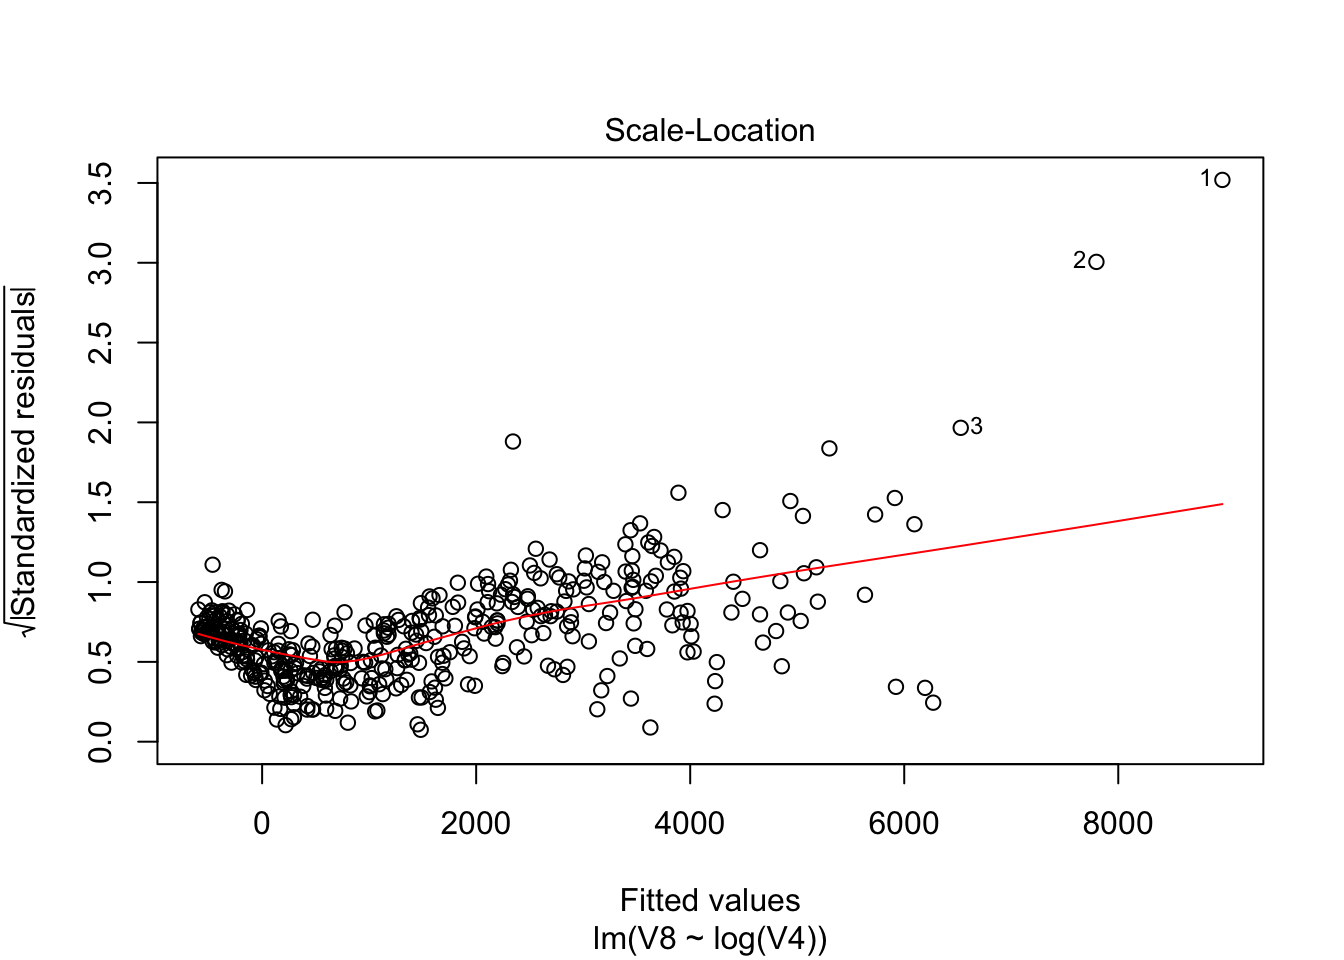 Scale-Location
√|Standardized residuals|
3.5
3.0
2.5
2.0
1.5
1.0
0.5
0.0
1
2
3
0 2000 4000 6000 8000
Fitted values
lm(V8 ~ log(V4))